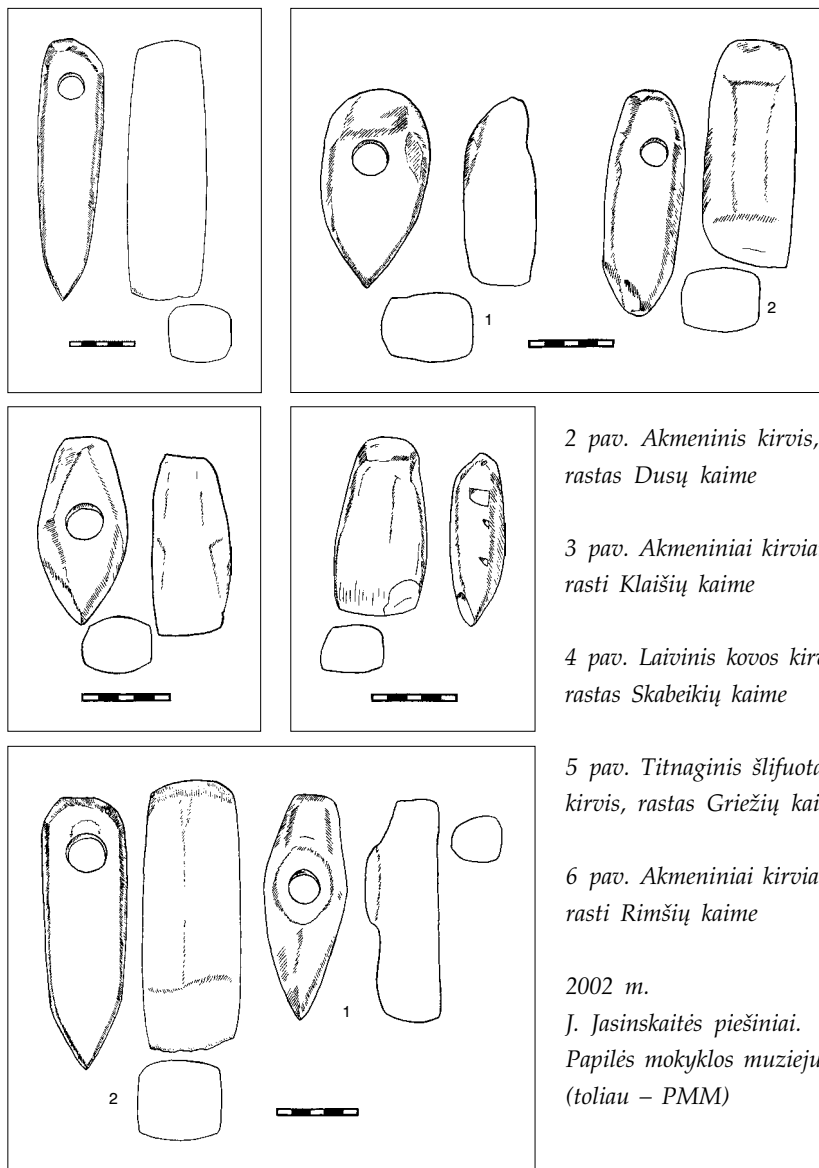 1
2
2 pav. Akmeninis kirvis,
rastas Dusų kaime
3 pav. Akmeniniai kirvia
rasti Klaišių kaime
4 pav. Laivinis kovos kirv
rastas Skabeikių kaime
5 pav. Titnaginis šlifuota
kirvis, rastas Griežių kai
6 pav. Akmeniniai kirvia
rasti Rimšių kaime
2002 m.
J. Jasinskaitės piešiniai.
Papilės mokyklos muzieju
(toliau – PMM)
1
2